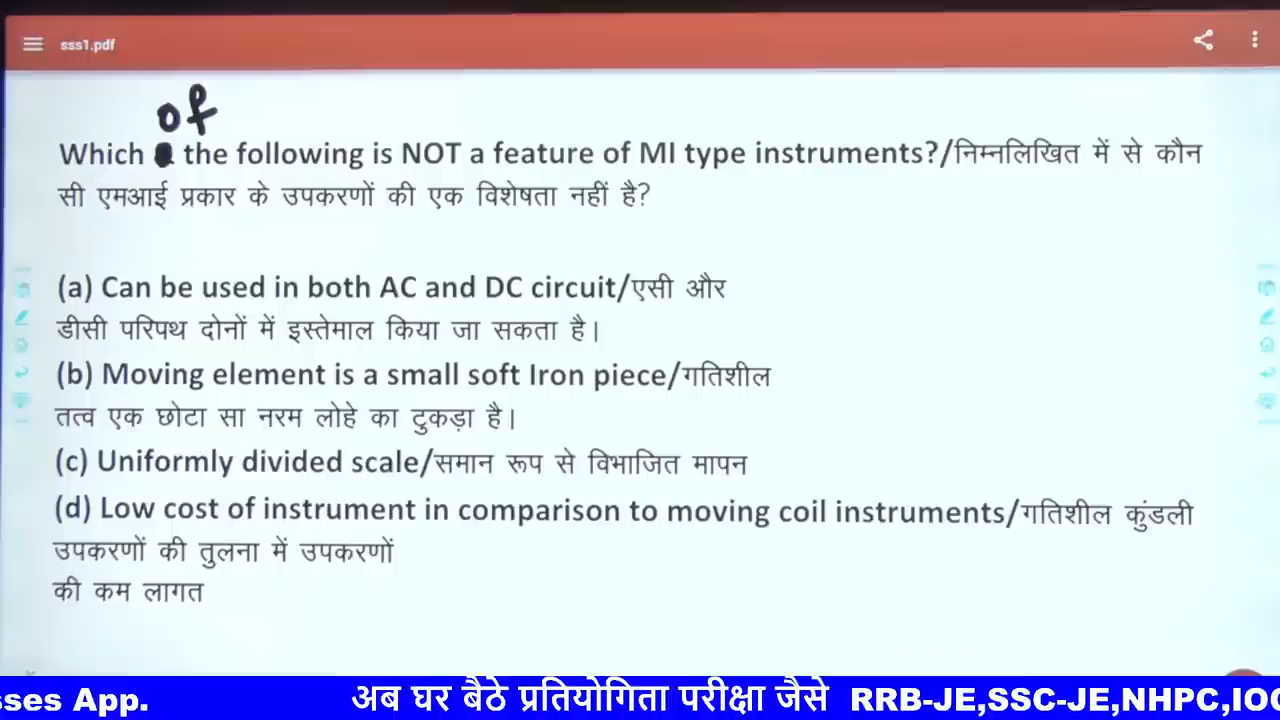 sss1.pdf
of
Which the following is NOT a feature of MI type instruments?/निम्नलिखित में से कौन
सी एमआई प्रकार के उपकरणों की एक विशेषता नहीं है?
(a) Can be used in both AC and DC circuit/एसी और
डीसी परिपथ दोनों में इस्तेमाल किया जा सकता है।
(b) Moving element is a small soft Iron piece/गतिशील
तत्व एक छोटा सा नरम लोहे का टुकड़ा है।
(c) Uniformly divided scale/समान रूप से विभाजित मापन
(d) Low cost of instrument in comparison to moving coil instruments/गतिशील कुंडली
उपकरणों की तुलना में उपकरणों
की कम लागत
sses App. अब घर बैठे प्रतियोगिता परीक्षा जैसे RRB-JE,SSC-JE,NHPC,IOC